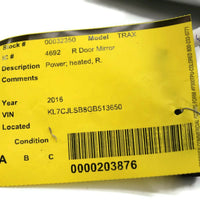 Stock # 00032350 Model TRAX
IC # 4692 R Door Mirror
Description Power; heated, R.
Comments
Year 2016
VIN KL7CJLSB8GB513650
Located
Condition
A B C
0000203876